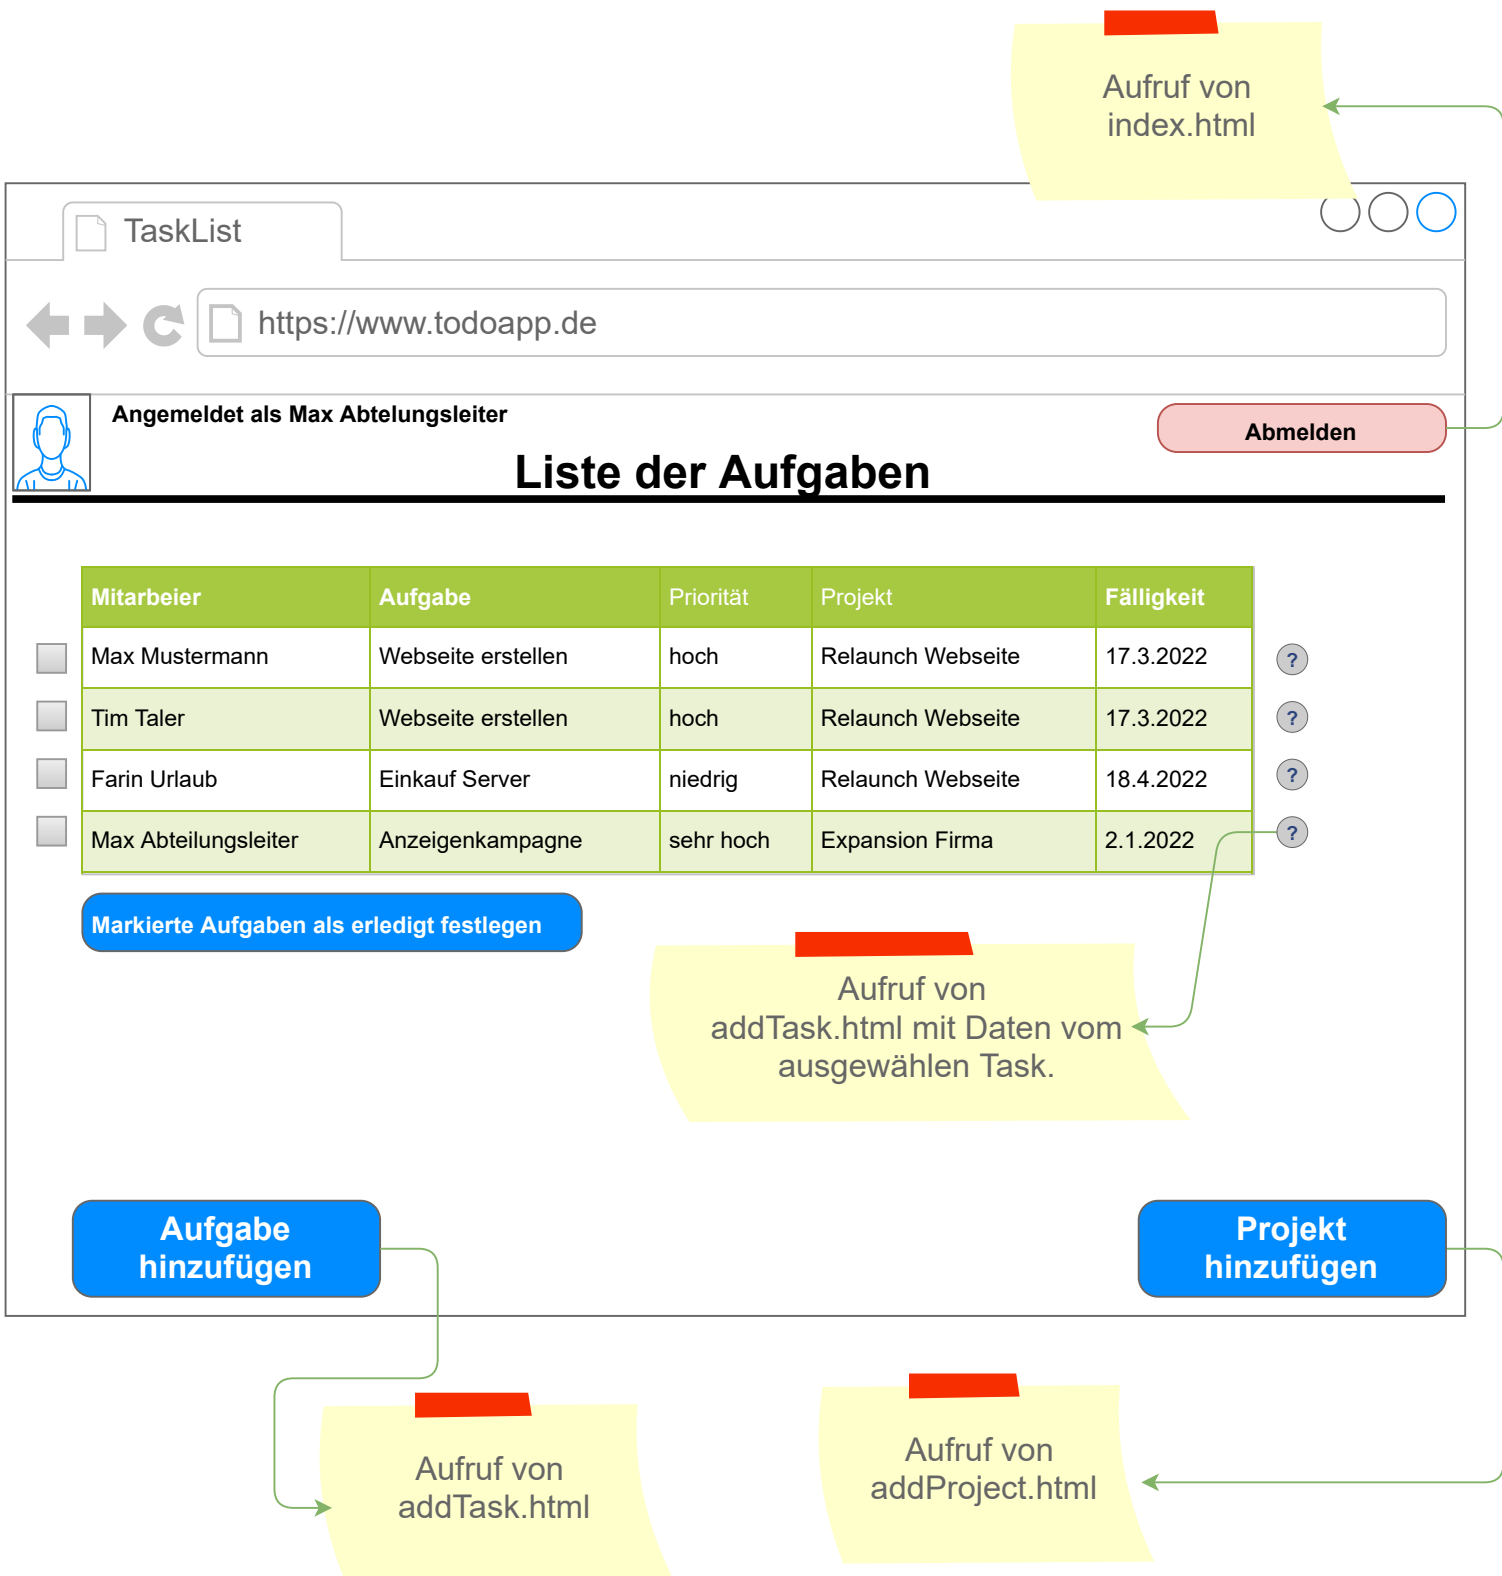 Aufruf von
index.html
TaskList
https://www.todoapp.de
Angemeldet als Max Abtelungsleiter
Abmelden
Liste der Aufgaben
Mitarbeier Aufgabe Priorität Projekt Fälligkeit
Max Mustermann Webseite erstellen hoch Relaunch Webseite 17.3.2022 ?
Tim Taler Webseite erstellen hoch Relaunch Webseite 17.3.2022 ?
Farin Urlaub Einkauf Server niedrig Relaunch Webseite 18.4.2022 ?
Max Abteilungsleiter Anzeigenkampagne sehr hoch Expansion Firma 2.1.2022 ?
Markierte Aufgaben als erledigt festlegen
Aufruf von
addTask.html mit Daten vom
ausgewählen Task.
Aufgabe
hinzufügen
Projekt
hinzufügen
Aufruf von
addTask.html
Aufruf von
addProject.html